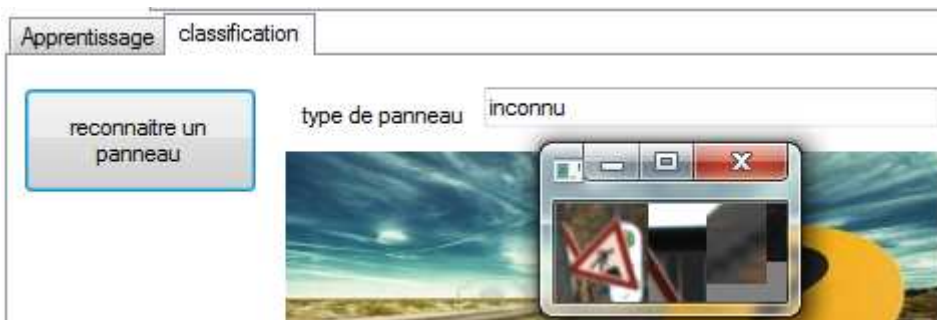 Apprentissage
classification
reconnaitre un
panneau
type de panneau
inconnu